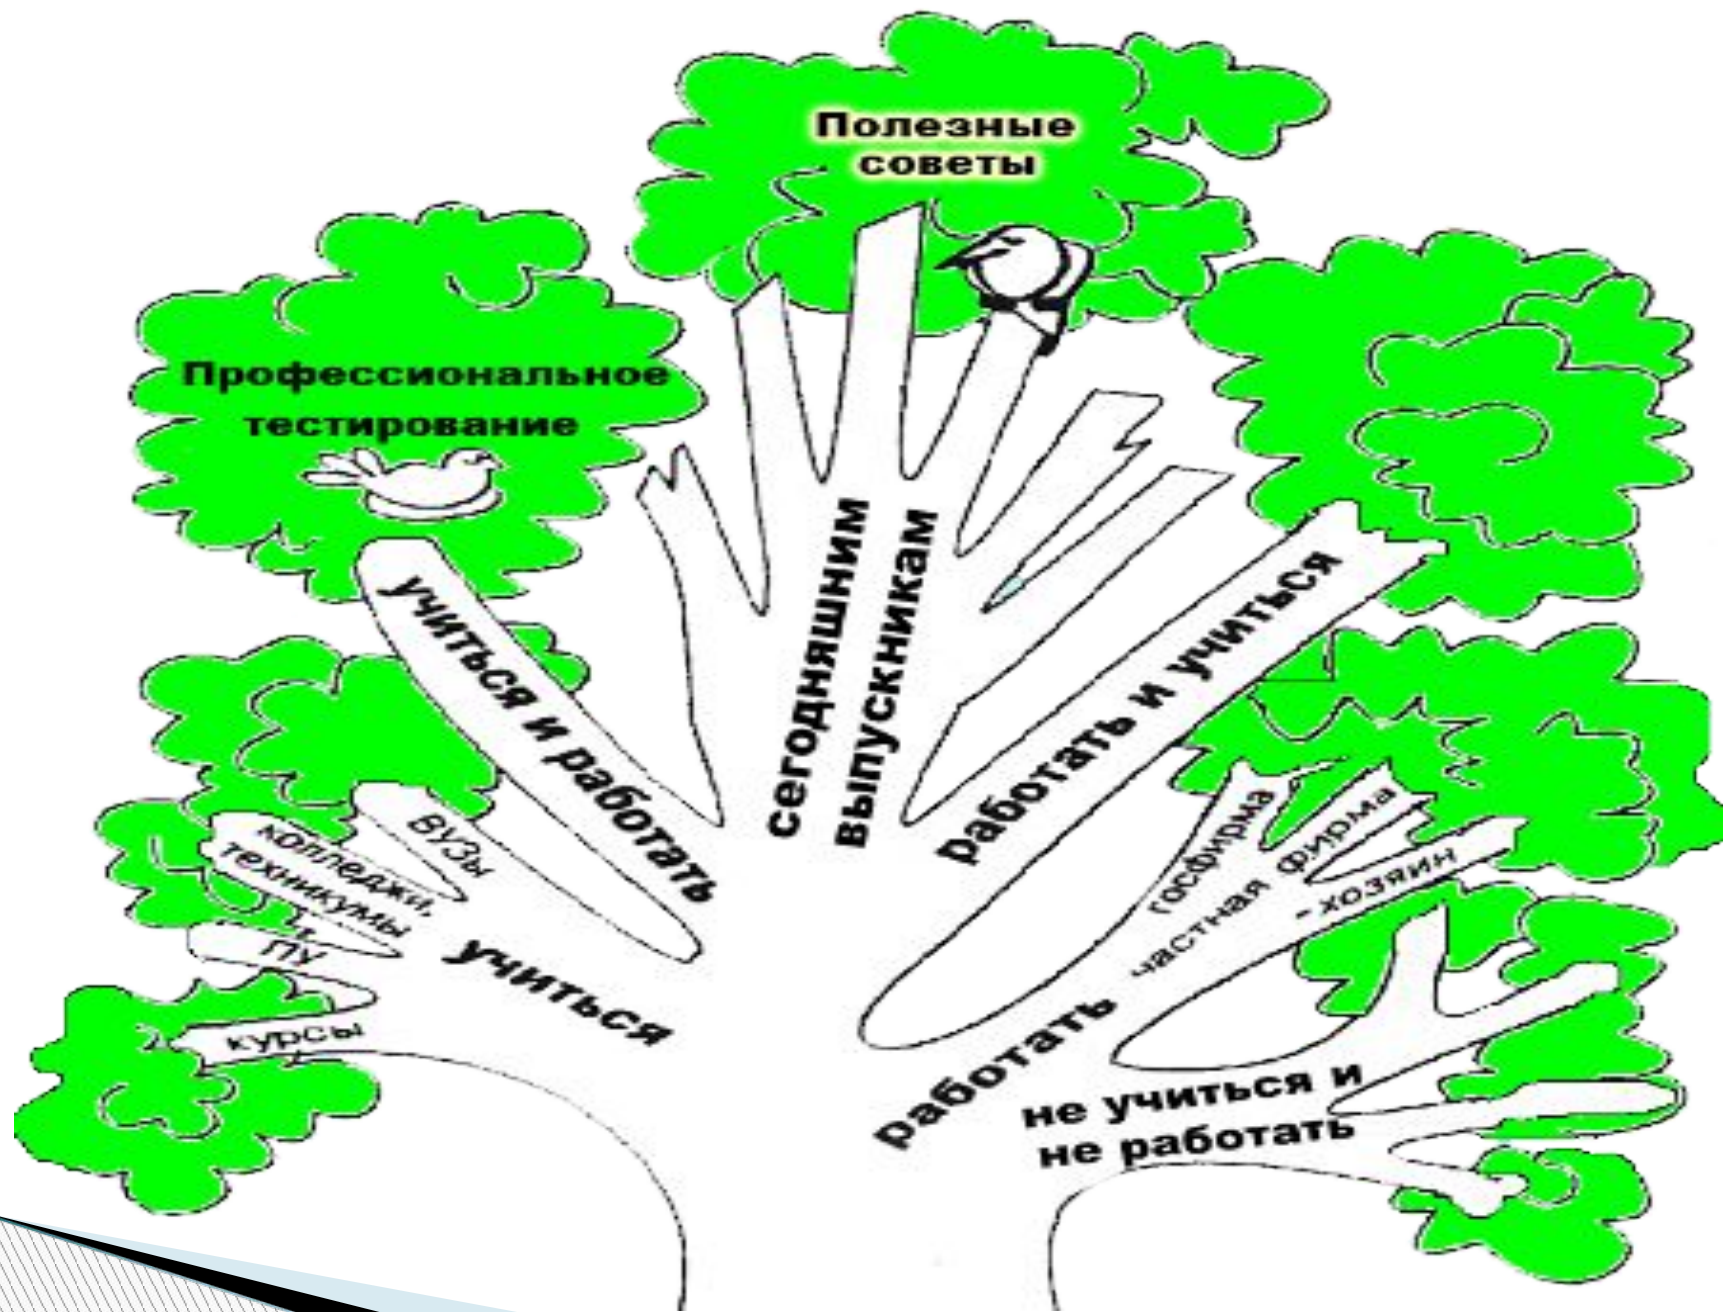 Полезные
советы
Профессиональное
тестирование
учиться и работать
сегодняшним
выпускникам
работать и учиться
ВУЗы
колледжи,
техникумы
ПУ
курсы
учиться
госфирма
частная фирма
- хозяин
работать
не учиться и
не работать